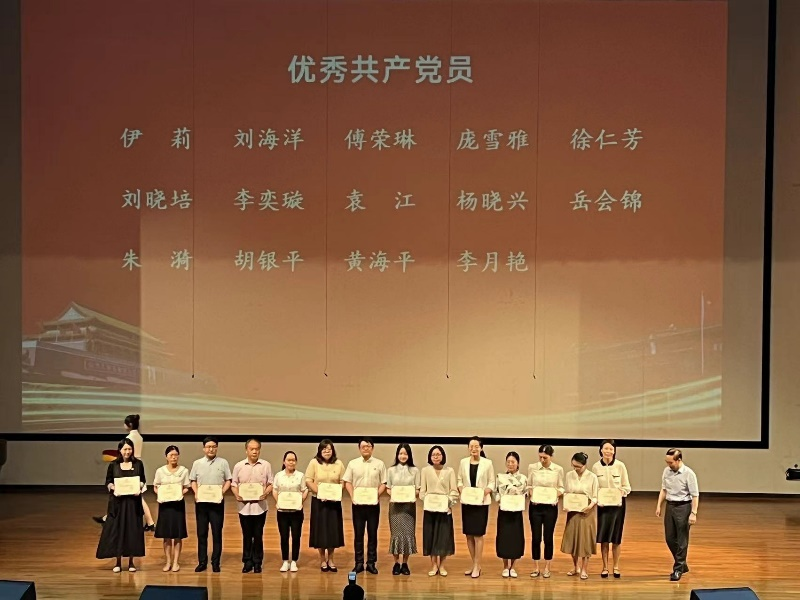 优秀共产党员
伊莉 刘海洋 傅荣琳 庞雪雅 徐仁芳
刘晓培 李奕璇 袁江 杨晓兴 岳会锦
朱漪 胡银平 黄海平 李月艳